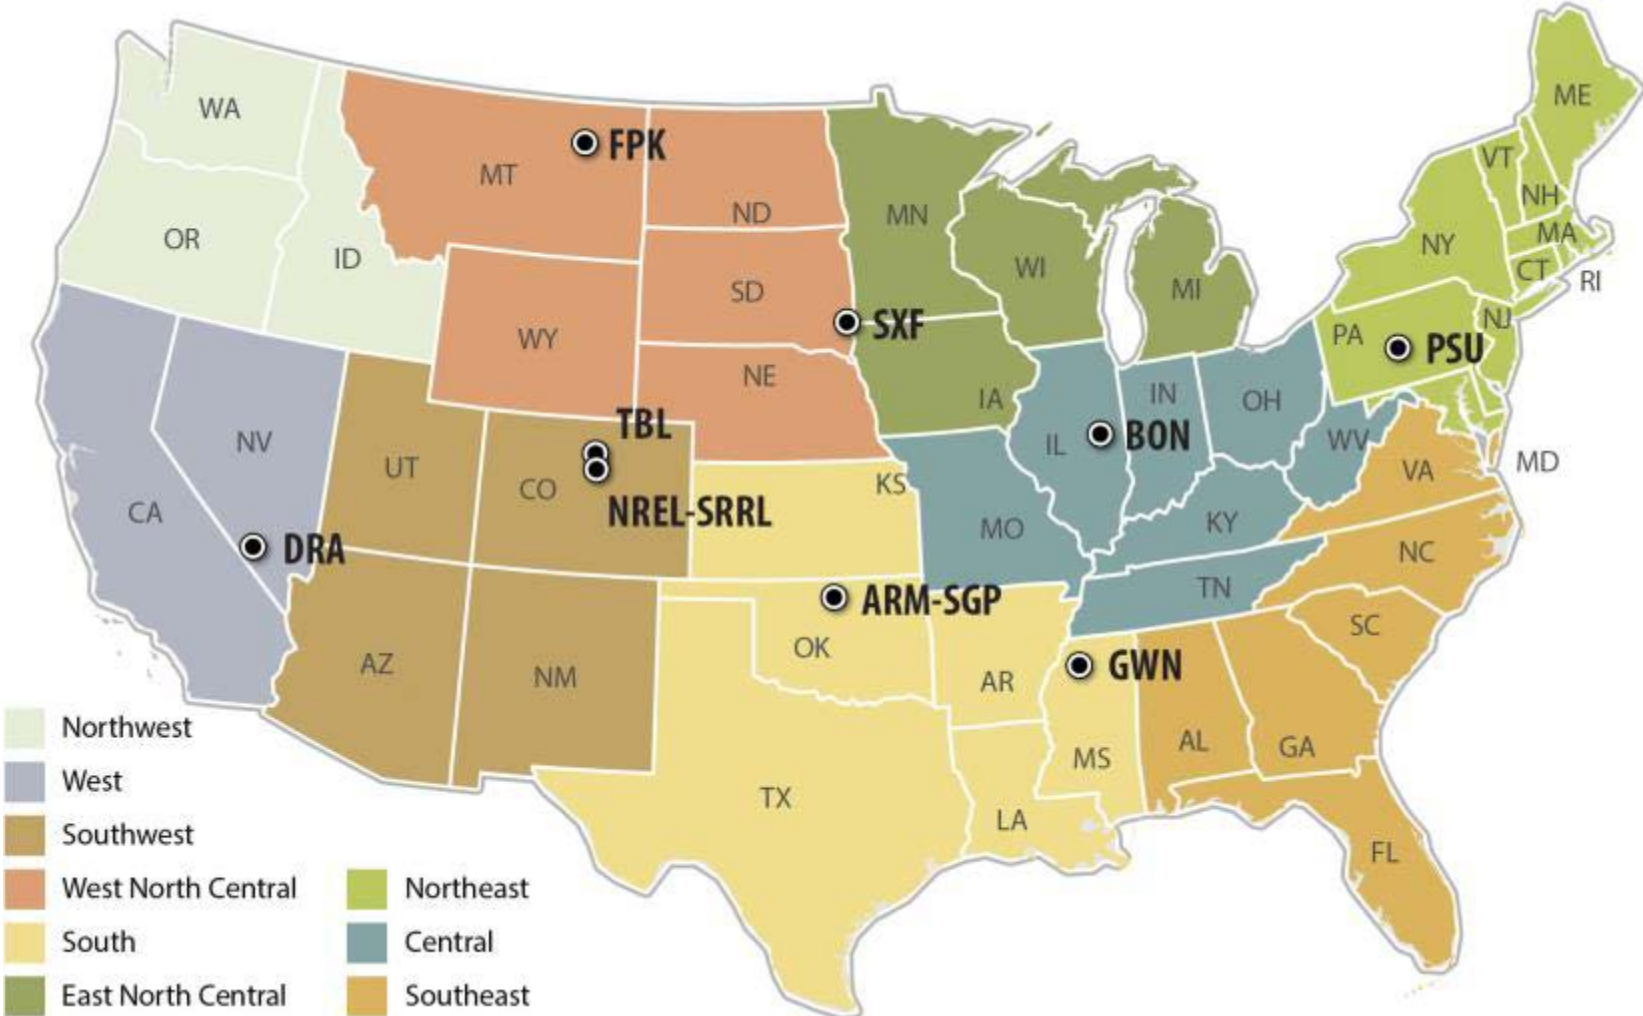 WA
ME
FPK
MT
VT
NH
ND
MN
MA
OR
NY
ID
WI
CT
RI
MI
SD
SXF
NJ
WY
PA
PSU
NE
IA
IN
OH
TBL
NV
IL
BON
WV
UT
MD
VA
CO
KS
NREL-SRRL
CA
KY
MO
DRA
NC
TN
ARM-SGP
SC
OK
AZ
GWN
NM
AR
AL
GA
MS
TX
LA
FL
Northwest
West
Southwest
West North Central
South
East North Central
Northeast
Central
Southeast